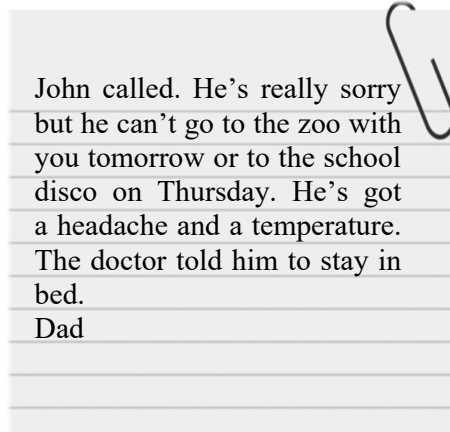 John called. He’s really sorry
but he can’t go to the zoo with
you tomorrow or to the school
disco on Thursday. He’s got
a headache and a temperature.
The doctor told him to stay in
bed.
Dad